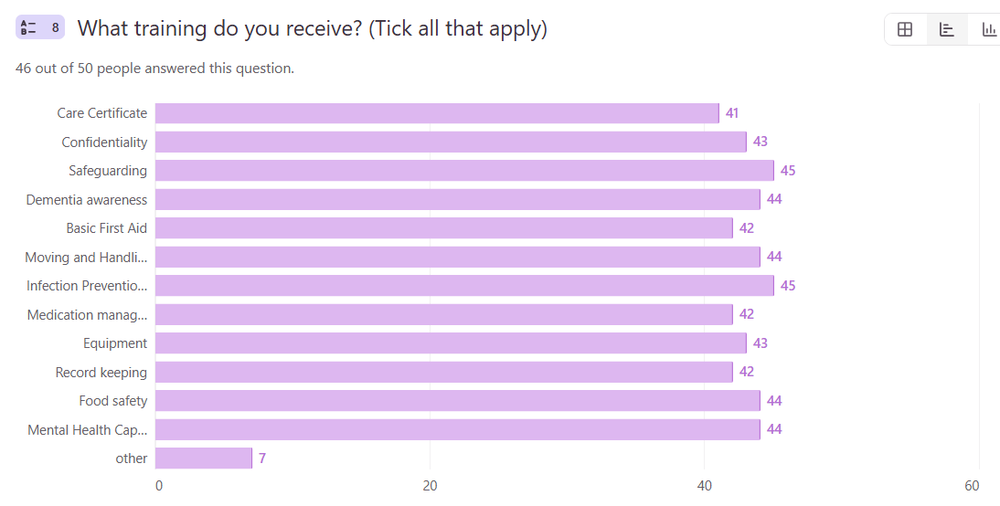 A
B
8
What training do you receive? (Tick all that apply)
46 out of 50 people answered this question.
Care Certificate 41
Confidentiality 43
Safeguarding 45
Dementia awareness 44
Basic First Aid 42
Moving and Handli... 44
Infection Preventio... 45
Medication manag... 42
Equipment 43
Record keeping 42
Food safety 44
Mental Health Cap... 44
other 7
0 20 40 60